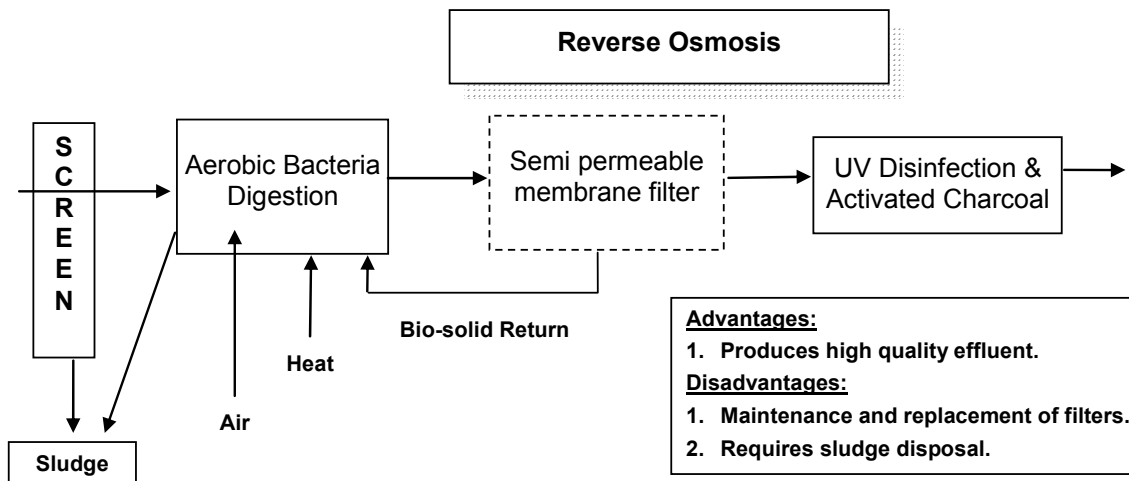 Reverse Osmosis
SCREEN
Aerobic Bacteria
Digestion
Semi permeable
membrane filter
UV Disinfection &
Activated Charcoal
Bio-solid Return
Heat
Air
Sludge
Advantages:
1. Produces high quality effluent.
Disadvantages:
1. Maintenance and replacement of filters.
2. Requires sludge disposal.